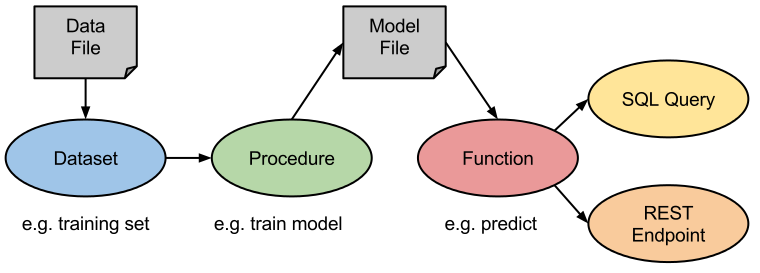 Data
File
Model
File
SQL Query
Dataset
Procedure
Function
e.g. training set
e.g. train model
e.g. predict
REST
Endpoint